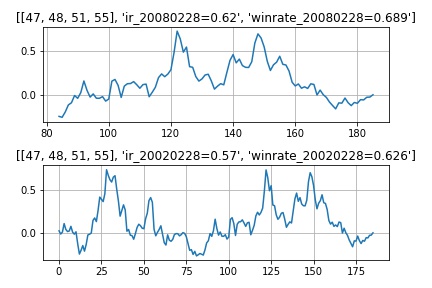 [[47, 48, 51, 55], 'ir_20080228=0.62', 'winrate_20080228=0.689']
0.5
0.0
80 100 120 140 160 180
[[47, 48, 51, 55], 'ir_20020228=0.57', 'winrate_20020228=0.626']
0.5
0.0
0 25 50 75 100 125 150 175